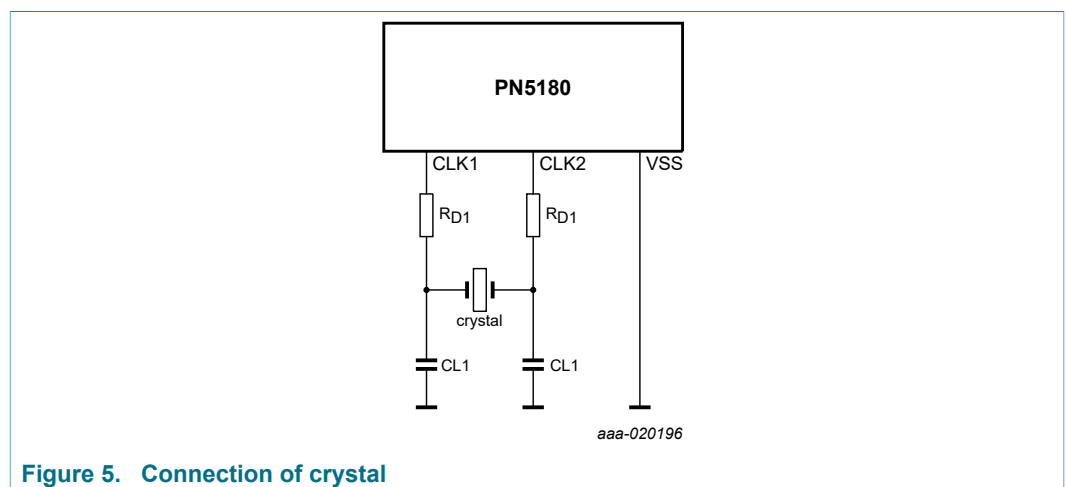 PN5180
CLK1 CLK2 VSS
RD1 RD1
crystal
CL1 CL1
aaa-020196
Figure 5. Connection of crystal